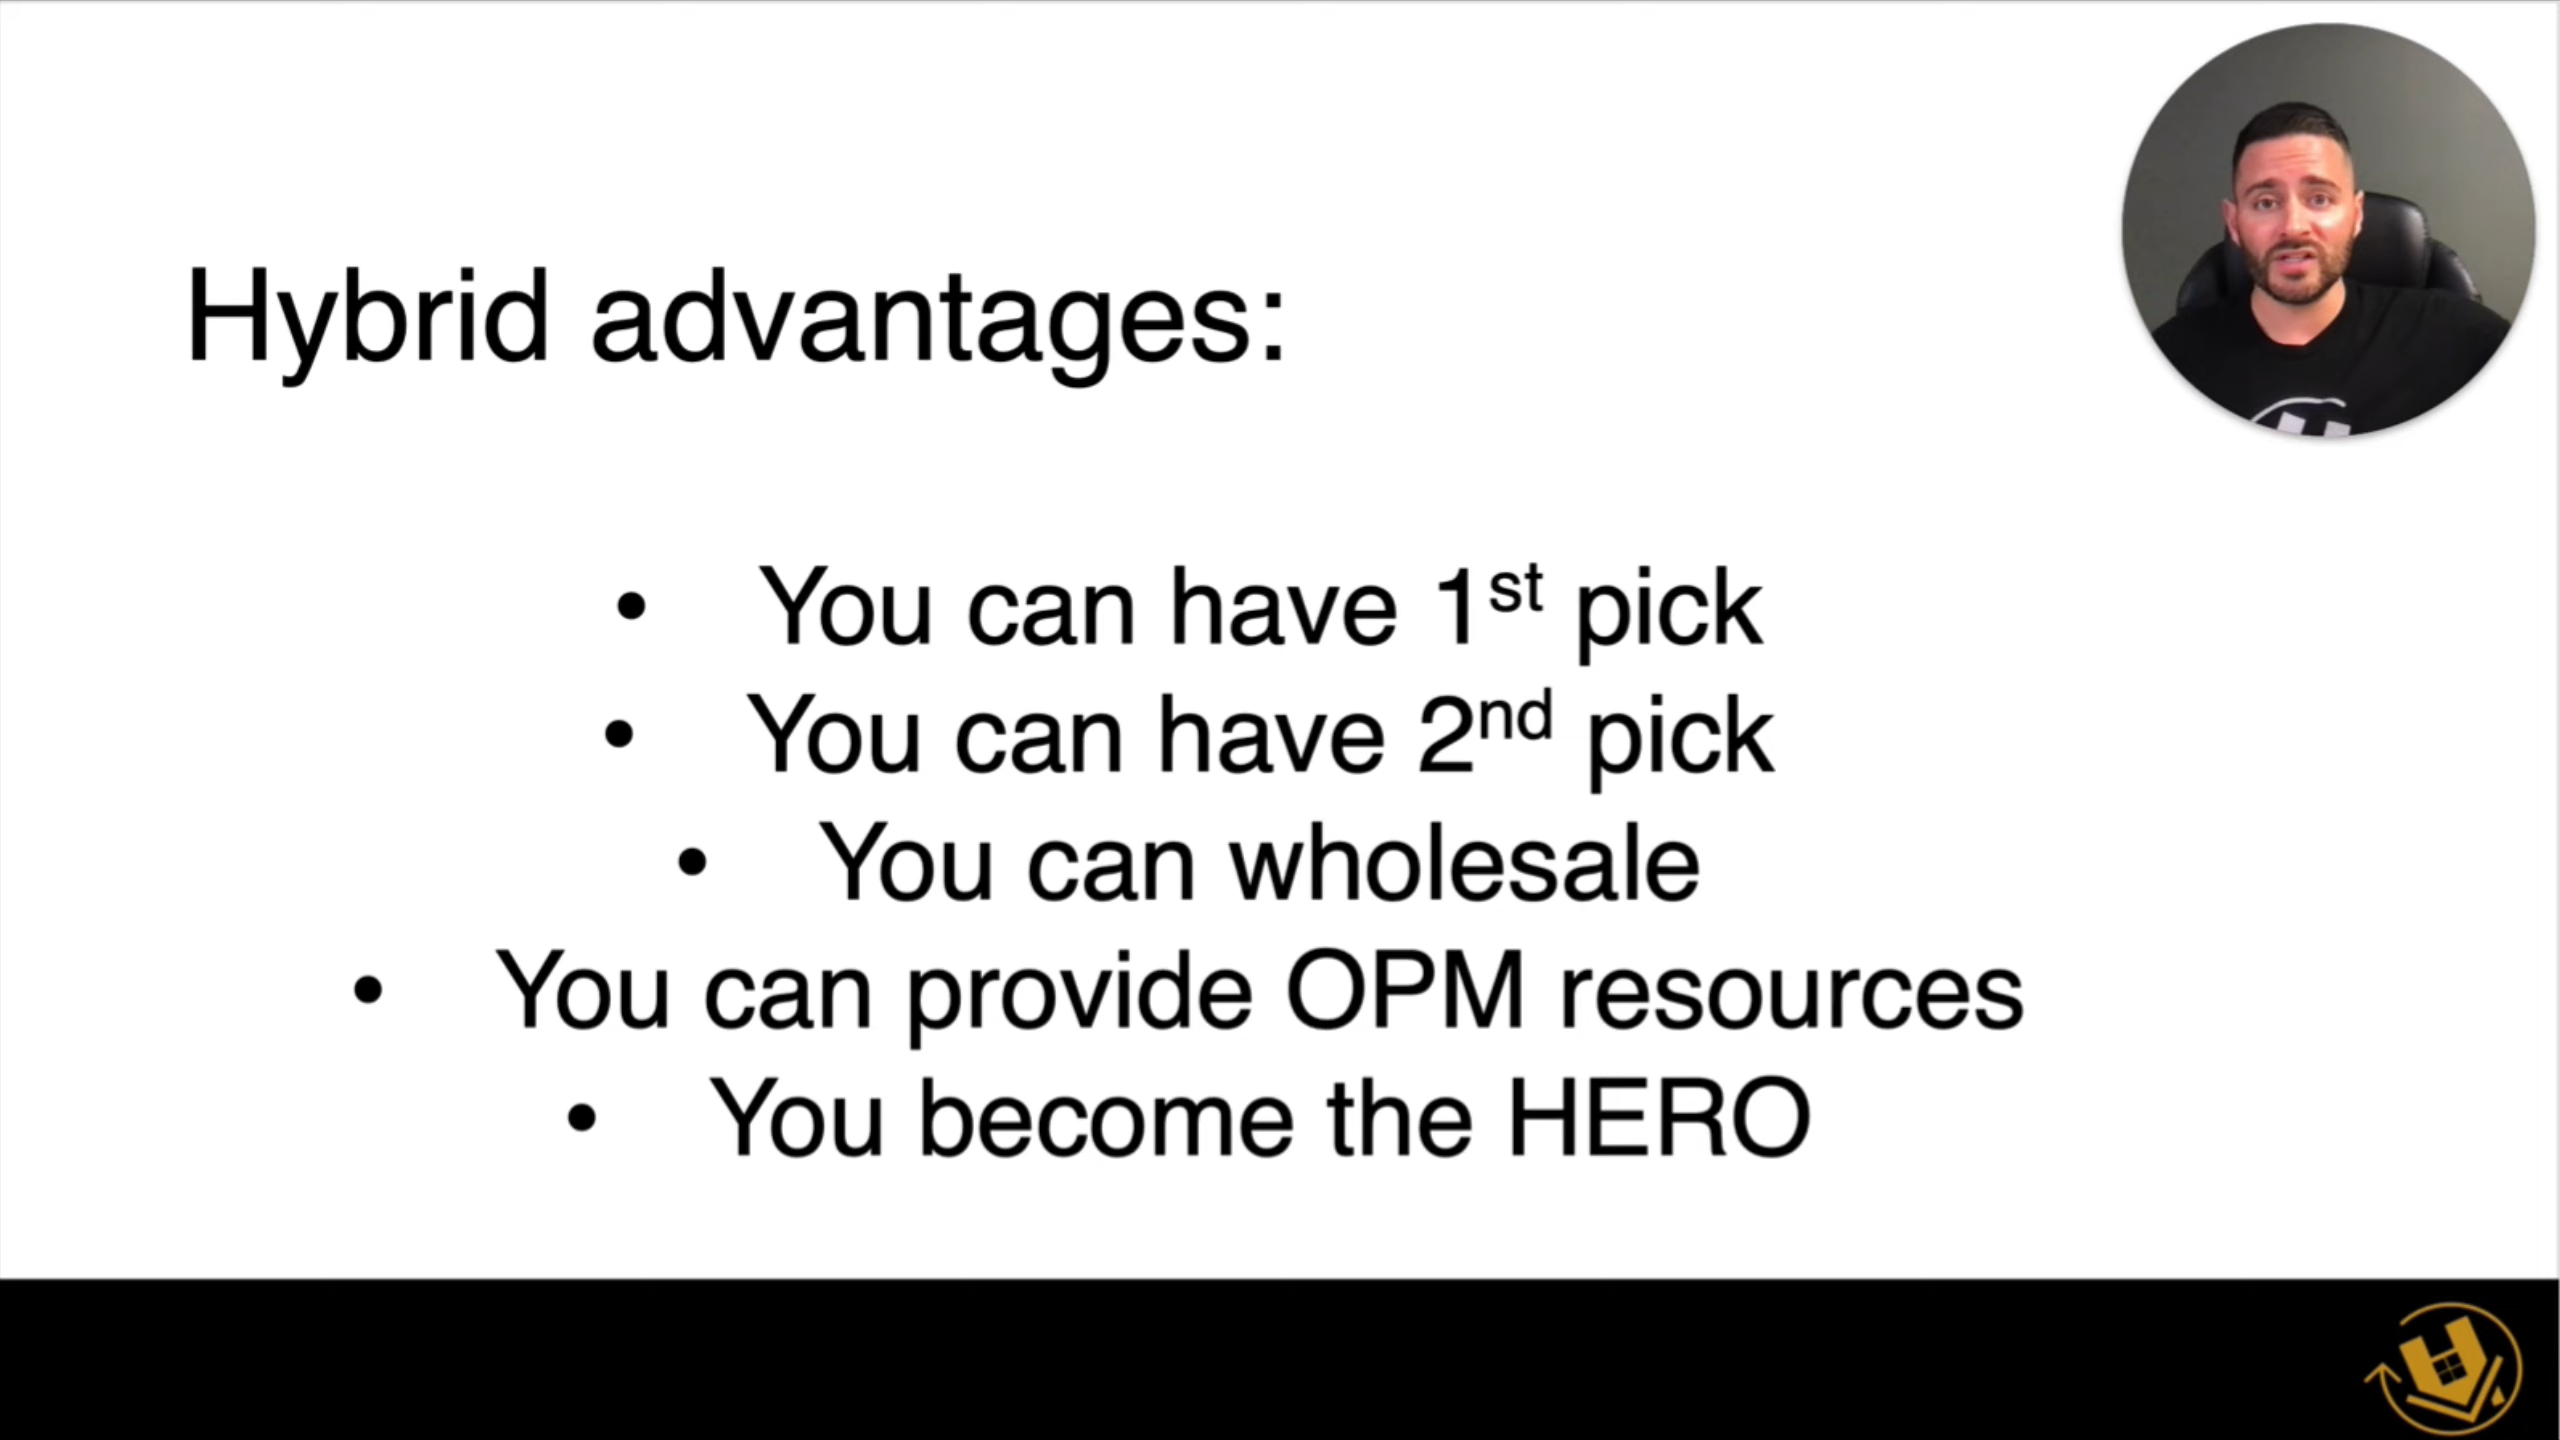 Hybrid advantages:
• You can have 1st pick
• You can have 2nd pick
• You can wholesale
• You can provide OPM resources
• You become the HERO